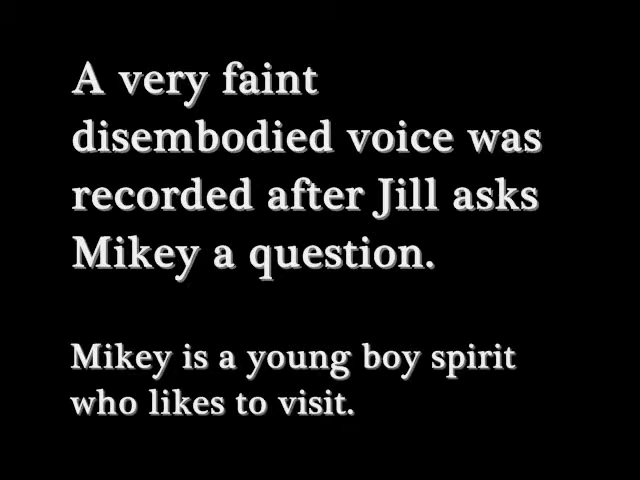 A very faint
disembodied voice was
recorded after Jill asks
Mikey a question.
Mikey is a young boy spirit
who likes to visit.